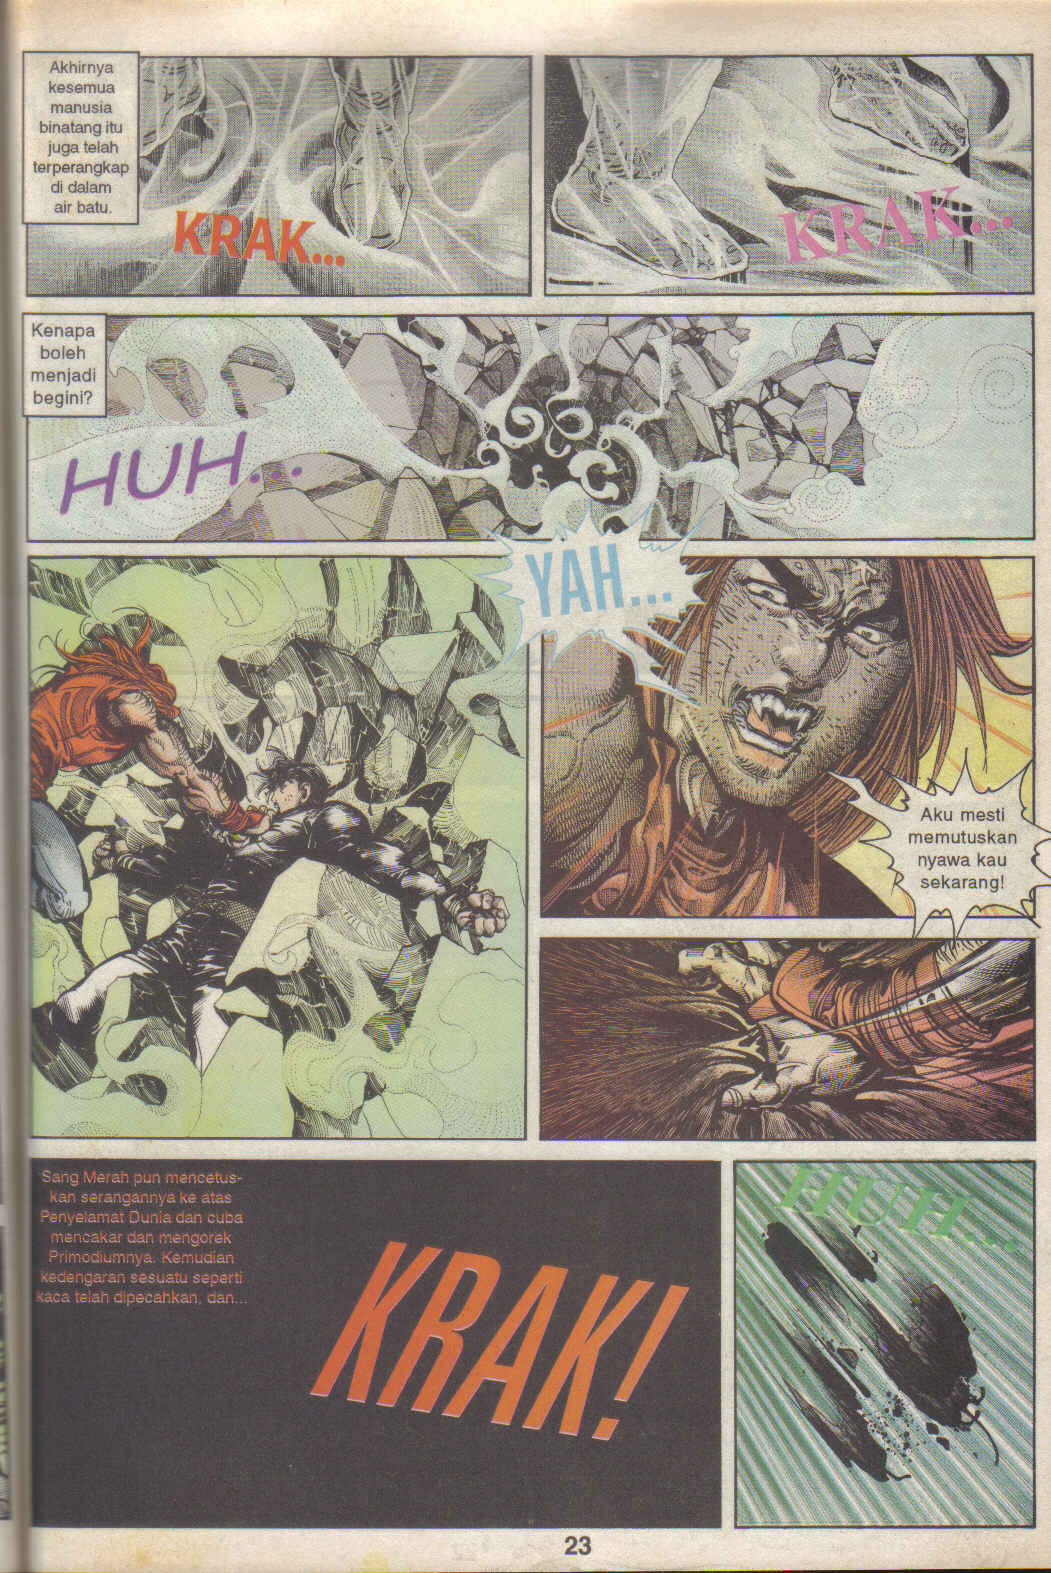 Akhirnya
kesemua
manusia
binatang itu
juga telah
terperangkap
di dalam
air batu.
KRAK...
KRAK...
Kenapa
boleh
menjadi
begini?
HUH...
YAH...
Aku mesti
memutuskan
nyawa kau
sekarang!
Sang Merah pun mencetus-
kan serangannya ke atas
Penyelamat Dunia dan cuba
mencakar dan mengorek
Primodiumnya. Kemudian
kedengaran sesuatu seperti
kaca telah dipecahkan, dan...
KRAK!
HUH...
23